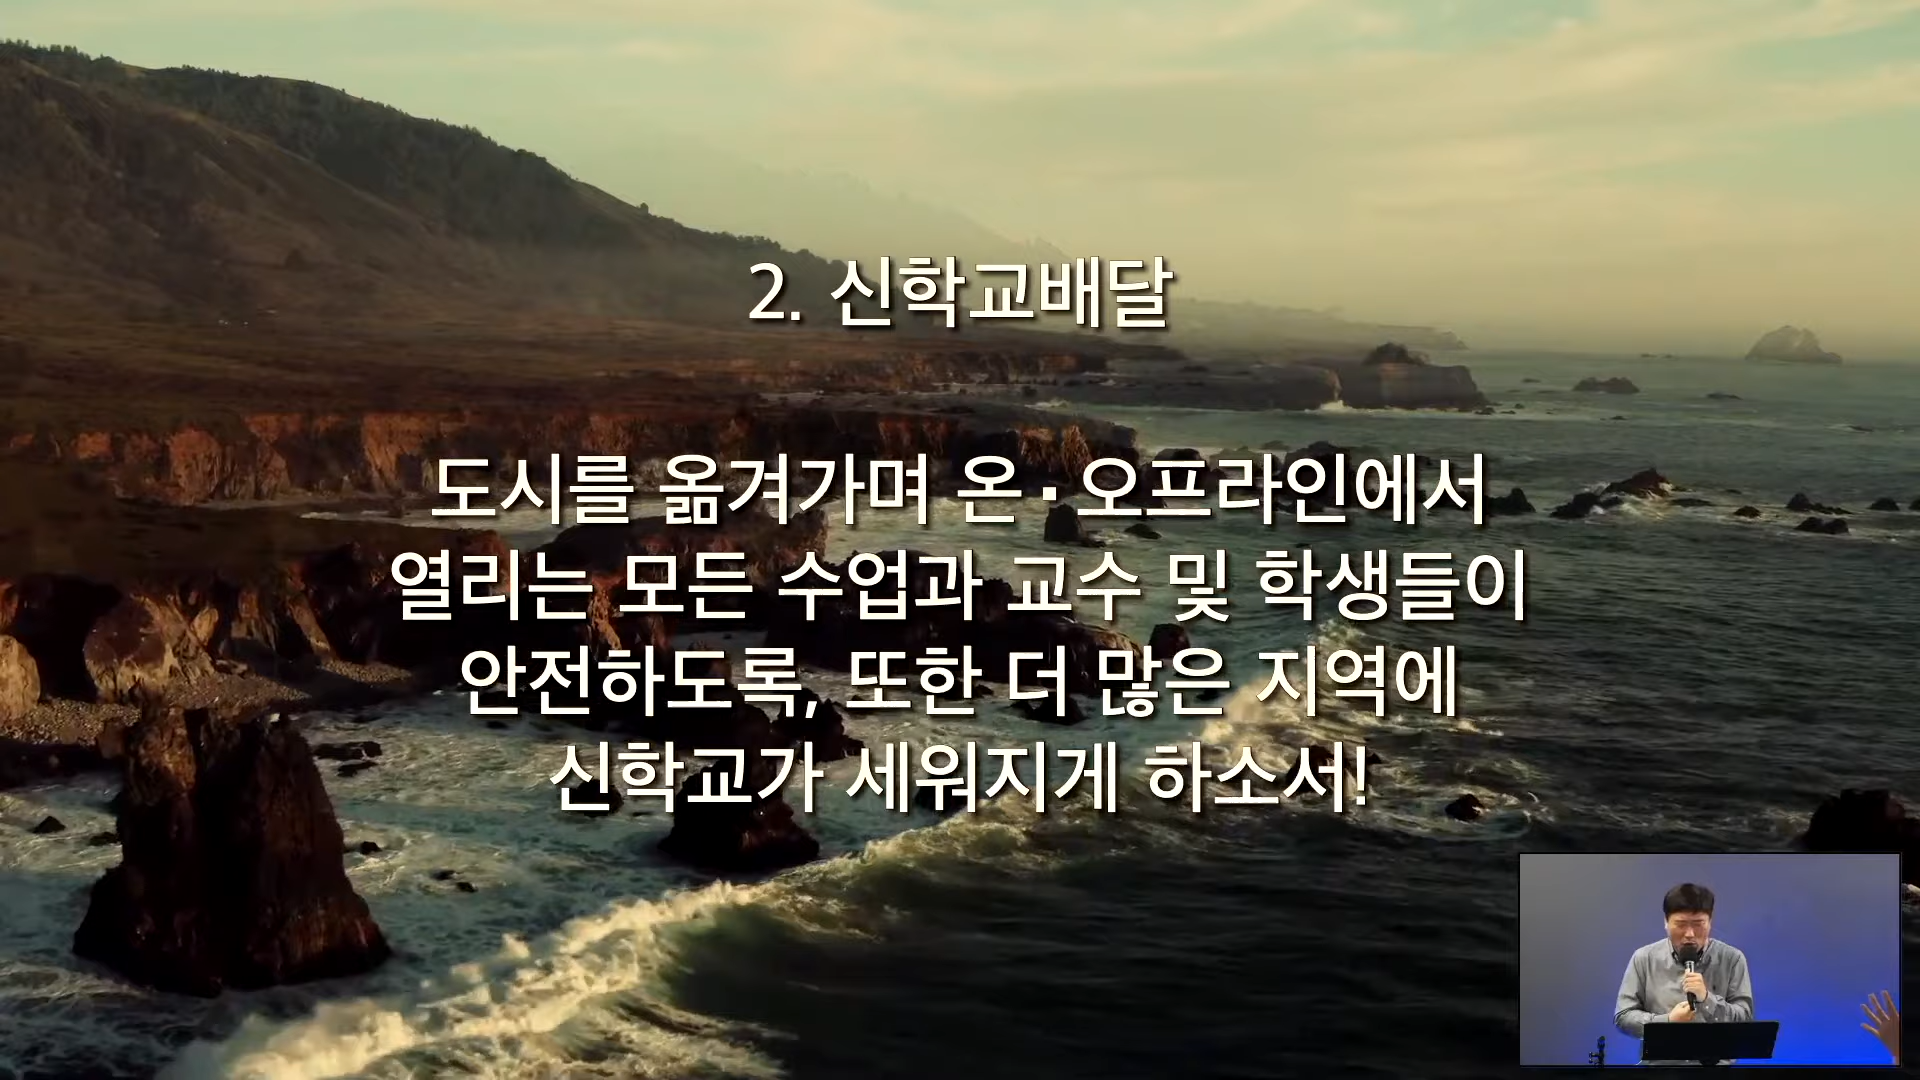 2. 신학교배달
도시를 옮겨가며 온·오프라인에서
열리는 모든 수업과 교수 및 학생들이
안전하도록, 또한 더 많은 지역에
신학교가 세워지게 하소서!